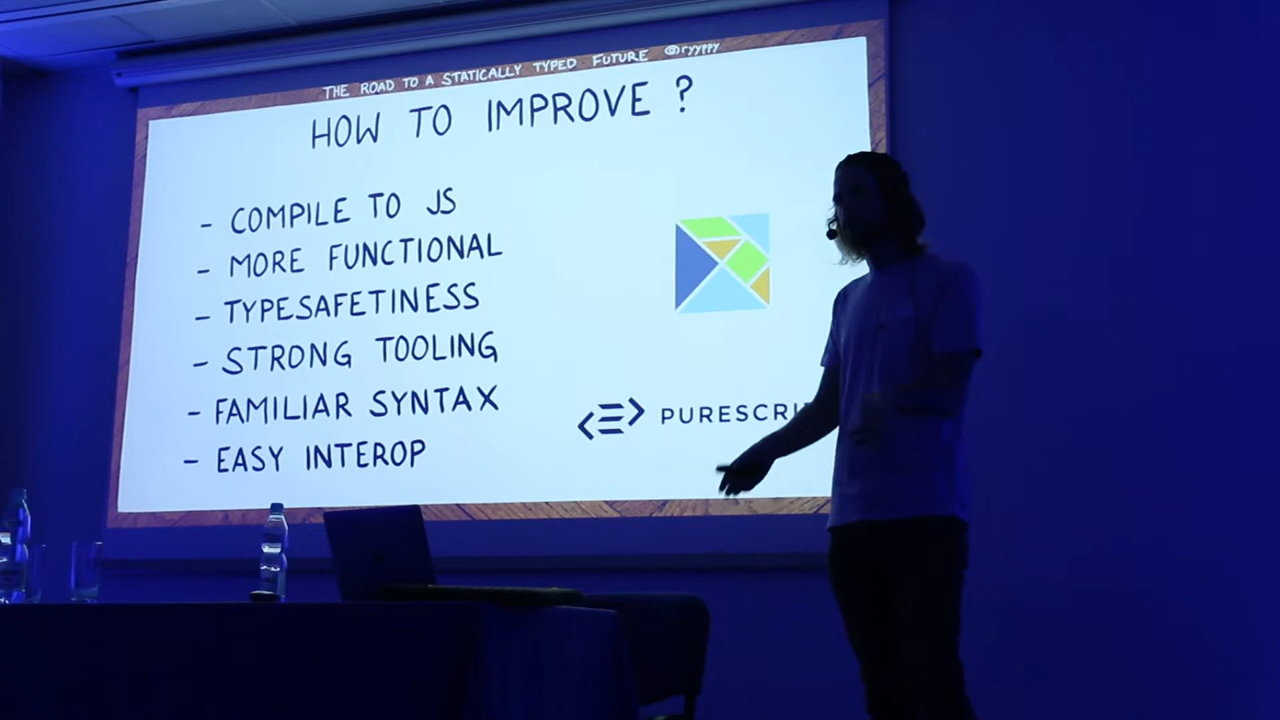 THE ROAD TO A STATICALLY TYPED FUTURE @ryyppy
HOW TO IMPROVE ?
- COMPILE TO JS
- MORE FUNCTIONAL
- TYPESAFETINESS
- STRONG TOOLING
- FAMILIAR SYNTAX
- EASY INTEROP
PURESCRI